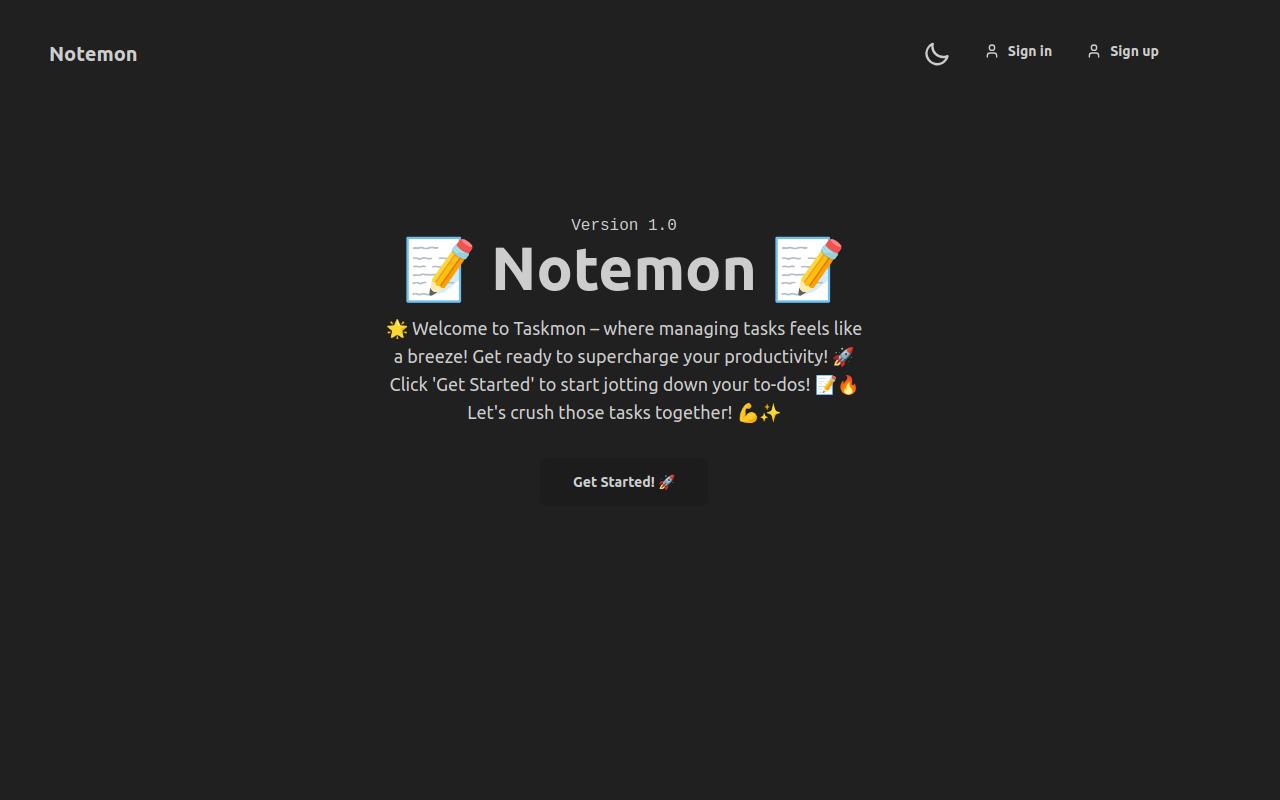 Notemon
Sign in
Sign up
Version 1.0
📝 Notemon 📝
🌟 Welcome to Taskmon – where managing tasks feels like
a breeze! Get ready to supercharge your productivity! 🚀
Click 'Get Started' to start jotting down your to-dos! 📝🔥
Let's crush those tasks together! 💪✨
Get Started! 🚀